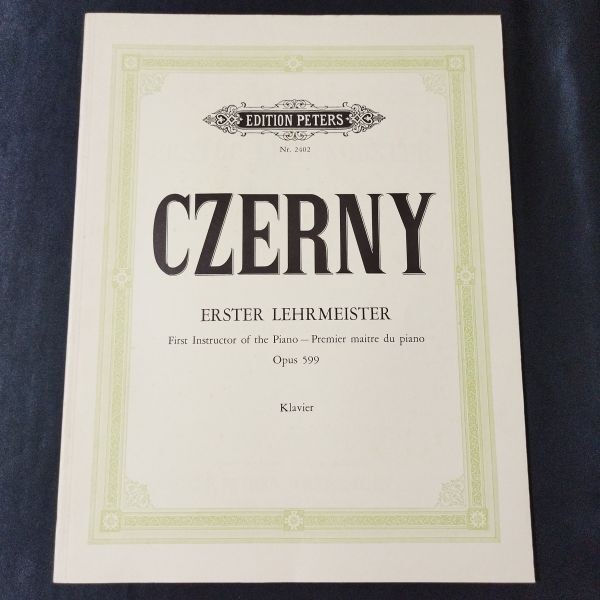 EDITION PETERS
Nr. 2402
CZERNY
ERSTER LEHRMEISTER
First Instructor of the Piano – Premier maitre du piano
Opus 599
Klavier